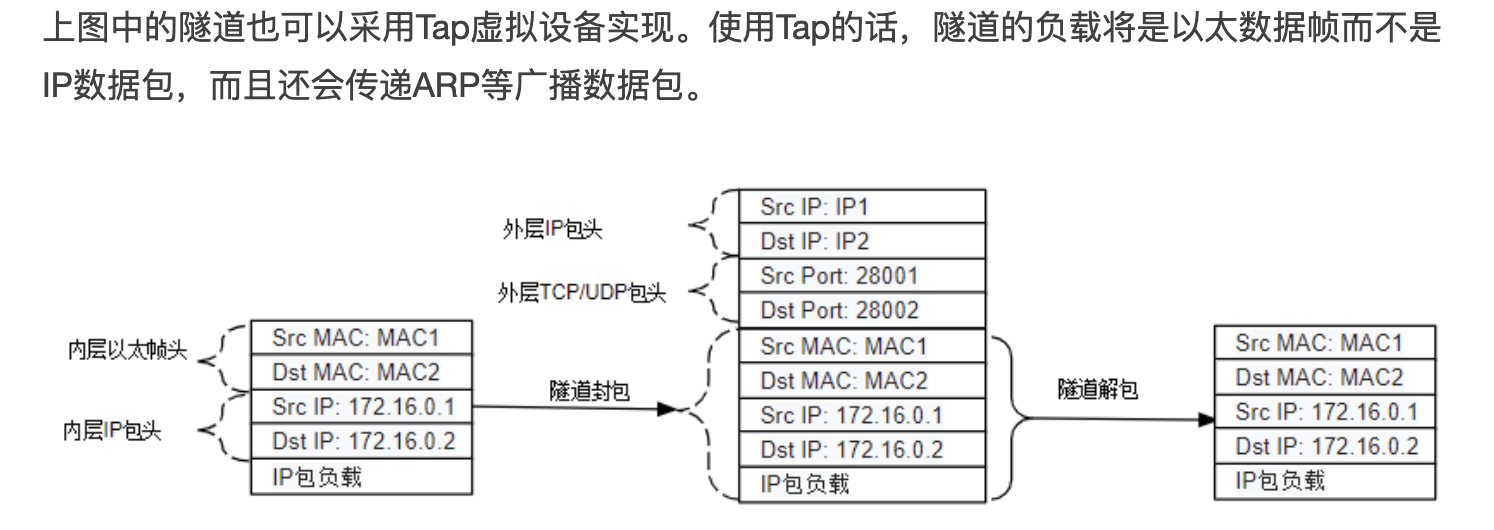 上图中的隧道也可以采用Tap虚拟设备实现。使用Tap的话，隧道的负载将是以太数据帧而不是
IP数据包，而且还会传递ARP等广播数据包。
内层以太帧头
内层IP包头
Src MAC: MAC1
Dst MAC: MAC2
Src IP: 172.16.0.1
Dst IP: 172.16.0.2
IP包负载
隧道封包
外层IP包头
外层TCP/UDP包头
Src IP: IP1
Dst IP: IP2
Src Port: 28001
Dst Port: 28002
Src MAC: MAC1
Dst MAC: MAC2
Src IP: 172.16.0.1
Dst IP: 172.16.0.2
IP包负载
隧道解包
Src MAC: MAC1
Dst MAC: MAC2
Src IP: 172.16.0.1
Dst IP: 172.16.0.2
IP包负载